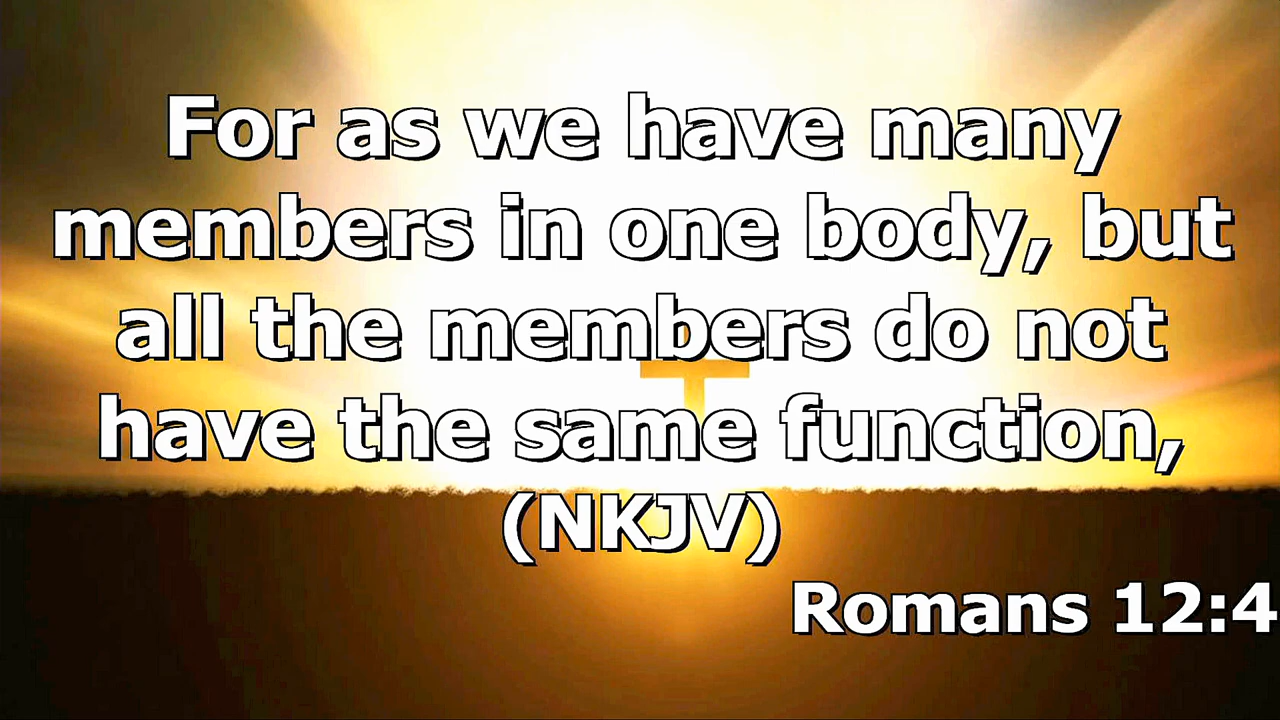 For as we have many
members in one body, but
all the members do not
have the same function,
(NKJV)
Romans 12:4